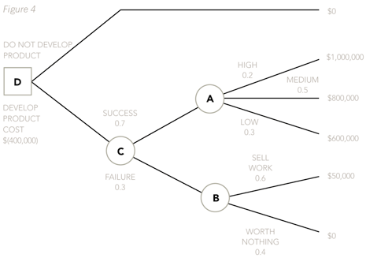 Figure 4
$0
DO NOT DEVELOP
PRODUCT
D
DEVELOP
PRODUCT
COST
$(400,000)
SUCCESS
0.7
C
FAILURE
0.3
HIGH
0.2
$1,000,000
MEDIUM
0.5
A
$800,000
LOW
0.3
$600,000
SELL
WORK
0.6
$50,000
B
WORTH
NOTHING
0.4
$0